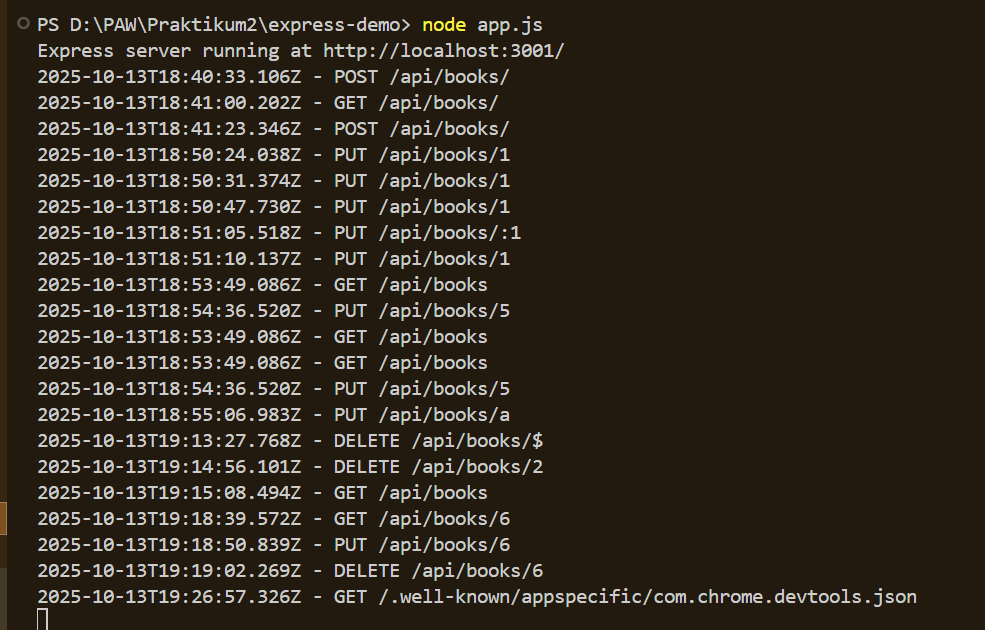 PS D:\PAW\Praktikum2\express-demo> node app.js
Express server running at http://localhost:3001/
2025-10-13T18:40:33.106Z - POST /api/books/
2025-10-13T18:41:00.202Z - GET /api/books/
2025-10-13T18:41:23.346Z - POST /api/books/
2025-10-13T18:50:24.038Z - PUT /api/books/1
2025-10-13T18:50:31.374Z - PUT /api/books/1
2025-10-13T18:50:47.730Z - PUT /api/books/1
2025-10-13T18:51:05.518Z - PUT /api/books/:1
2025-10-13T18:51:10.137Z - PUT /api/books/1
2025-10-13T18:53:49.086Z - GET /api/books
2025-10-13T18:54:36.520Z - PUT /api/books/5
2025-10-13T18:53:49.086Z - GET /api/books
2025-10-13T18:53:49.086Z - GET /api/books
2025-10-13T18:54:36.520Z - PUT /api/books/5
2025-10-13T18:55:06.983Z - PUT /api/books/a
2025-10-13T19:13:27.768Z - DELETE /api/books/$
2025-10-13T19:14:56.101Z - DELETE /api/books/2
2025-10-13T19:15:08.494Z - GET /api/books
2025-10-13T19:18:39.572Z - GET /api/books/6
2025-10-13T19:18:50.839Z - PUT /api/books/6
2025-10-13T19:19:02.269Z - DELETE /api/books/6
2025-10-13T19:26:57.326Z - GET /.well-known/appspecific/com.chrome.devtools.json